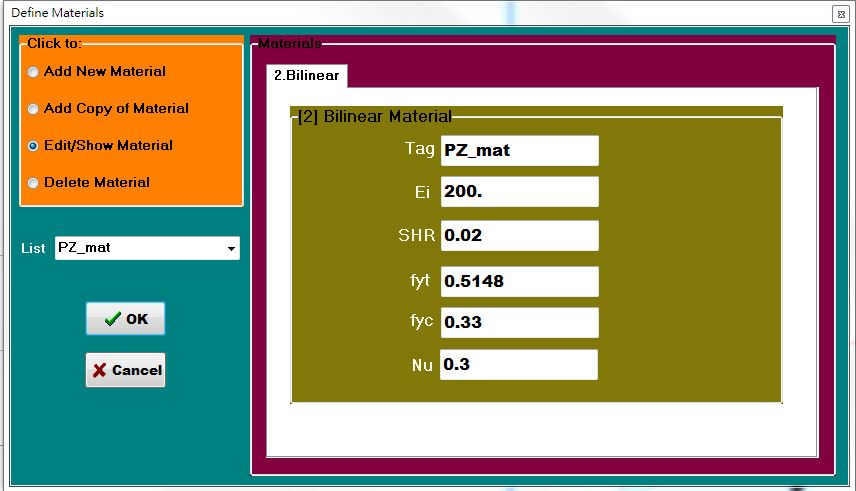 Define Materials
Click to:
Add New Material
Add Copy of Material
Edit/Show Material
Delete Material
List PZ_mat
OK
Cancel
Materials
2.Bilinear
[2] Bilinear Material
Tag PZ_mat
Ei 200.
SHR 0.02
fyt 0.5148
fyc 0.33
Nu 0.3